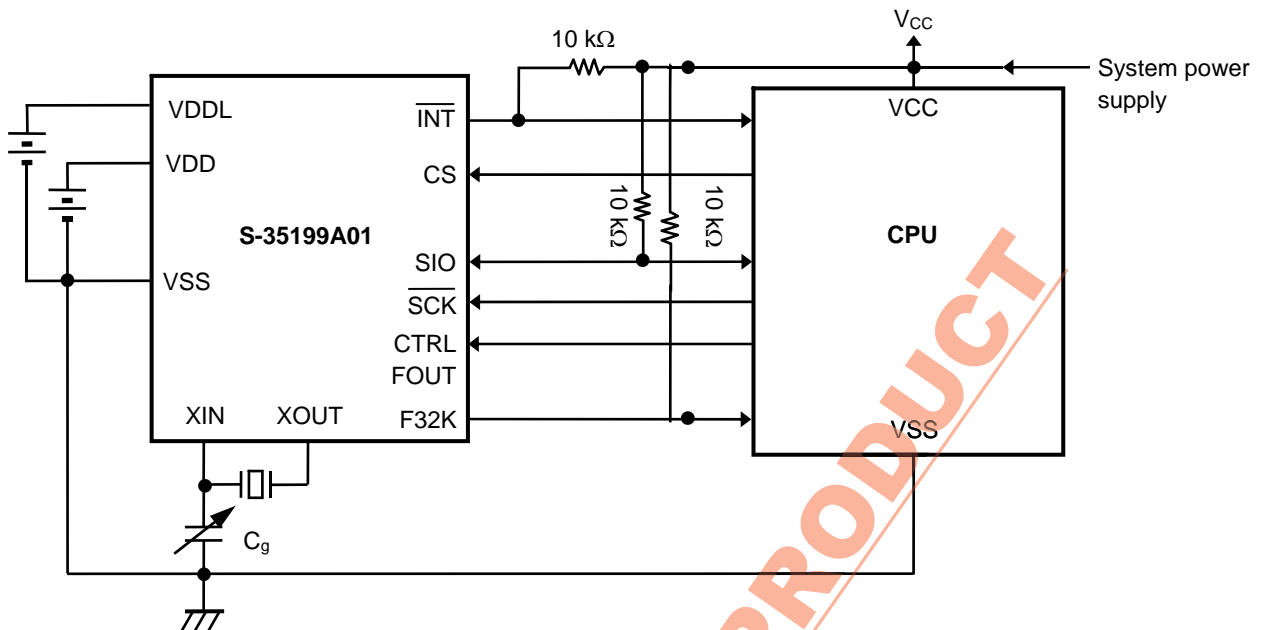 VCC
10 kΩ
System power
supply
VDDL
INT
VCC
VDD
CS
10 kΩ
10 kΩ
S-35199A01
CPU
VSS
SIO
SCK
CTRL
FOUT
XIN
XOUT
F32K
VSS
Cg
PRODUCT